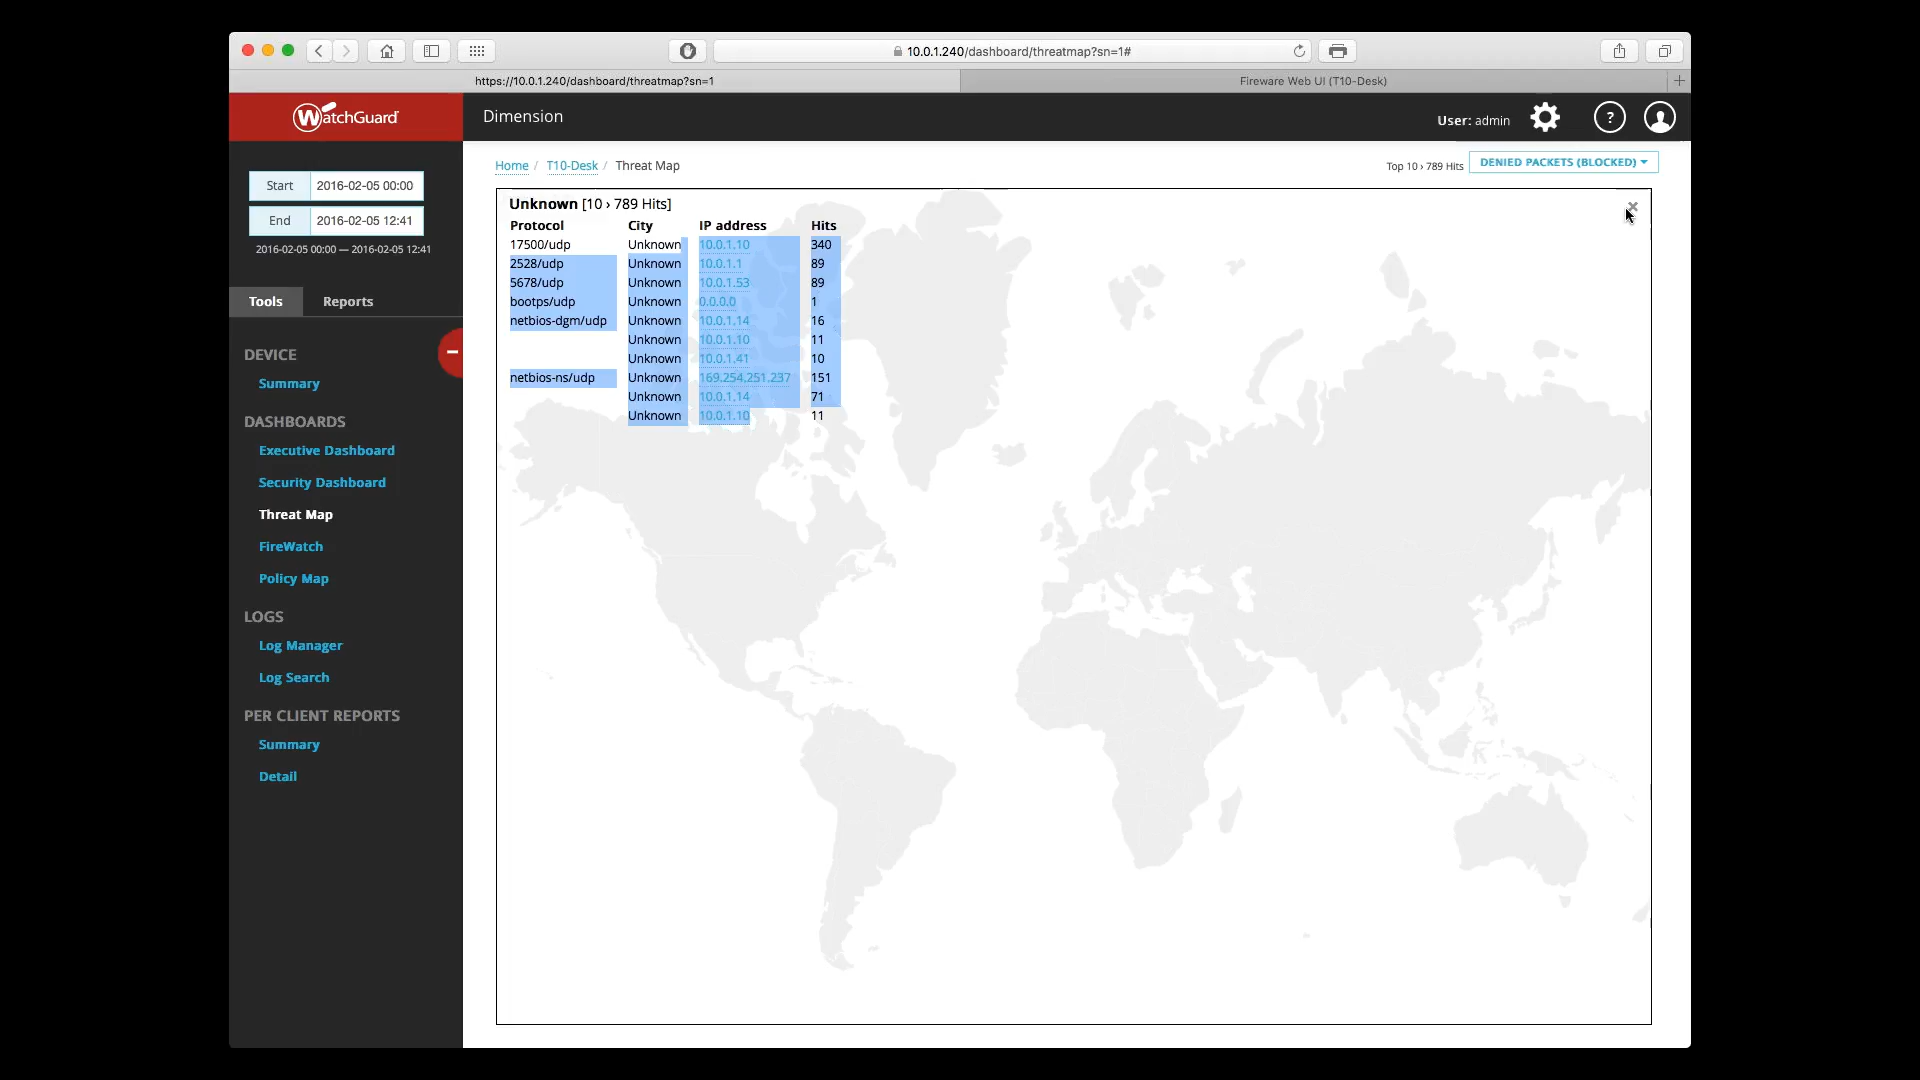 10.0.1.240/dashboard/threatmap?sn=1#
https://10.0.1.240/dashboard/threatmap?sn=1
Fireware Web UI (T10-Desk)
WatchGuard
Dimension
User: admin
?
Start 2016-02-05 00:00
End 2016-02-05 12:41
2016-02-05 00:00 — 2016-02-05 12:41
Tools Reports
DEVICE
Summary
DASHBOARDS
Executive Dashboard
Security Dashboard
Threat Map
FireWatch
Policy Map
LOGS
Log Manager
Log Search
PER CLIENT REPORTS
Summary
Detail
Home / T10-Desk / Threat Map
Top 10 › 789 Hits
DENIED PACKETS (BLOCKED)
Unknown [10 › 789 Hits]
Protocol City IP address Hits
17500/udp Unknown 10.0.1.10 340
2528/udp Unknown 10.0.1.1 89
5678/udp Unknown 10.0.1.53 89
bootps/udp Unknown 0.0.0.0 1
netbios-dgm/udp Unknown 10.0.1.14 16
Unknown 10.0.1.10 11
Unknown 10.0.1.41 10
netbios-ns/udp Unknown 169.254.251.237 151
Unknown 10.0.1.14 71
Unknown 10.0.1.10 11